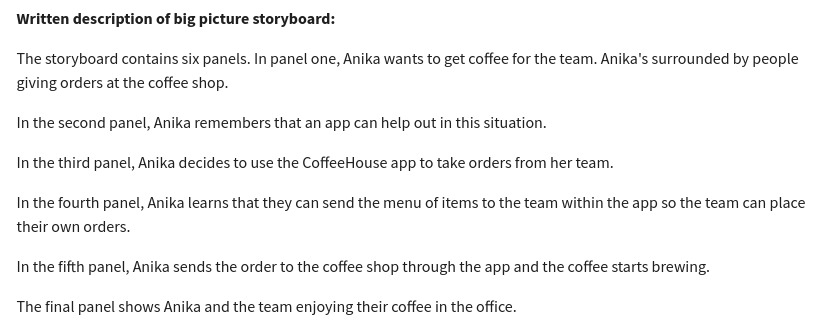 Written description of big picture storyboard:
The storyboard contains six panels. In panel one, Anika wants to get coffee for the team. Anika's surrounded by people
giving orders at the coffee shop.
In the second panel, Anika remembers that an app can help out in this situation.
In the third panel, Anika decides to use the CoffeeHouse app to take orders from her team.
In the fourth panel, Anika learns that they can send the menu of items to the team within the app so the team can place
their own orders.
In the fifth panel, Anika sends the order to the coffee shop through the app and the coffee starts brewing.
The final panel shows Anika and the team enjoying their coffee in the office.